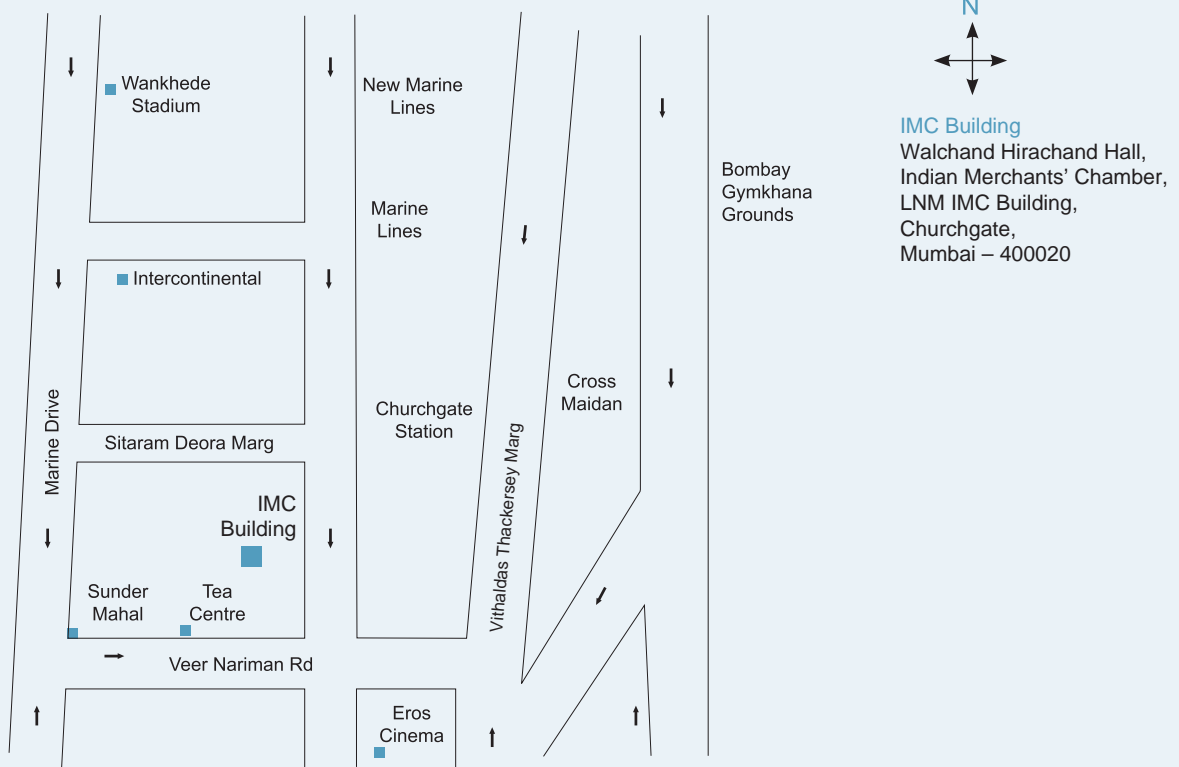 N
IMC Building
Walchand Hirachand Hall,
Indian Merchants’ Chamber,
LNM IMC Building,
Churchgate,
Mumbai – 400020
Wankhede
Stadium
New Marine
Lines
Bombay
Gymkhana
Grounds
Marine
Lines
Intercontinental
Marine Drive
Cross
Maidan
Churchgate
Station
Sitaram Deora Marg
Vithaldas Thackersey Marg
IMC
Building
Sunder
Mahal
Tea
Centre
Veer Nariman Rd
Eros
Cinema